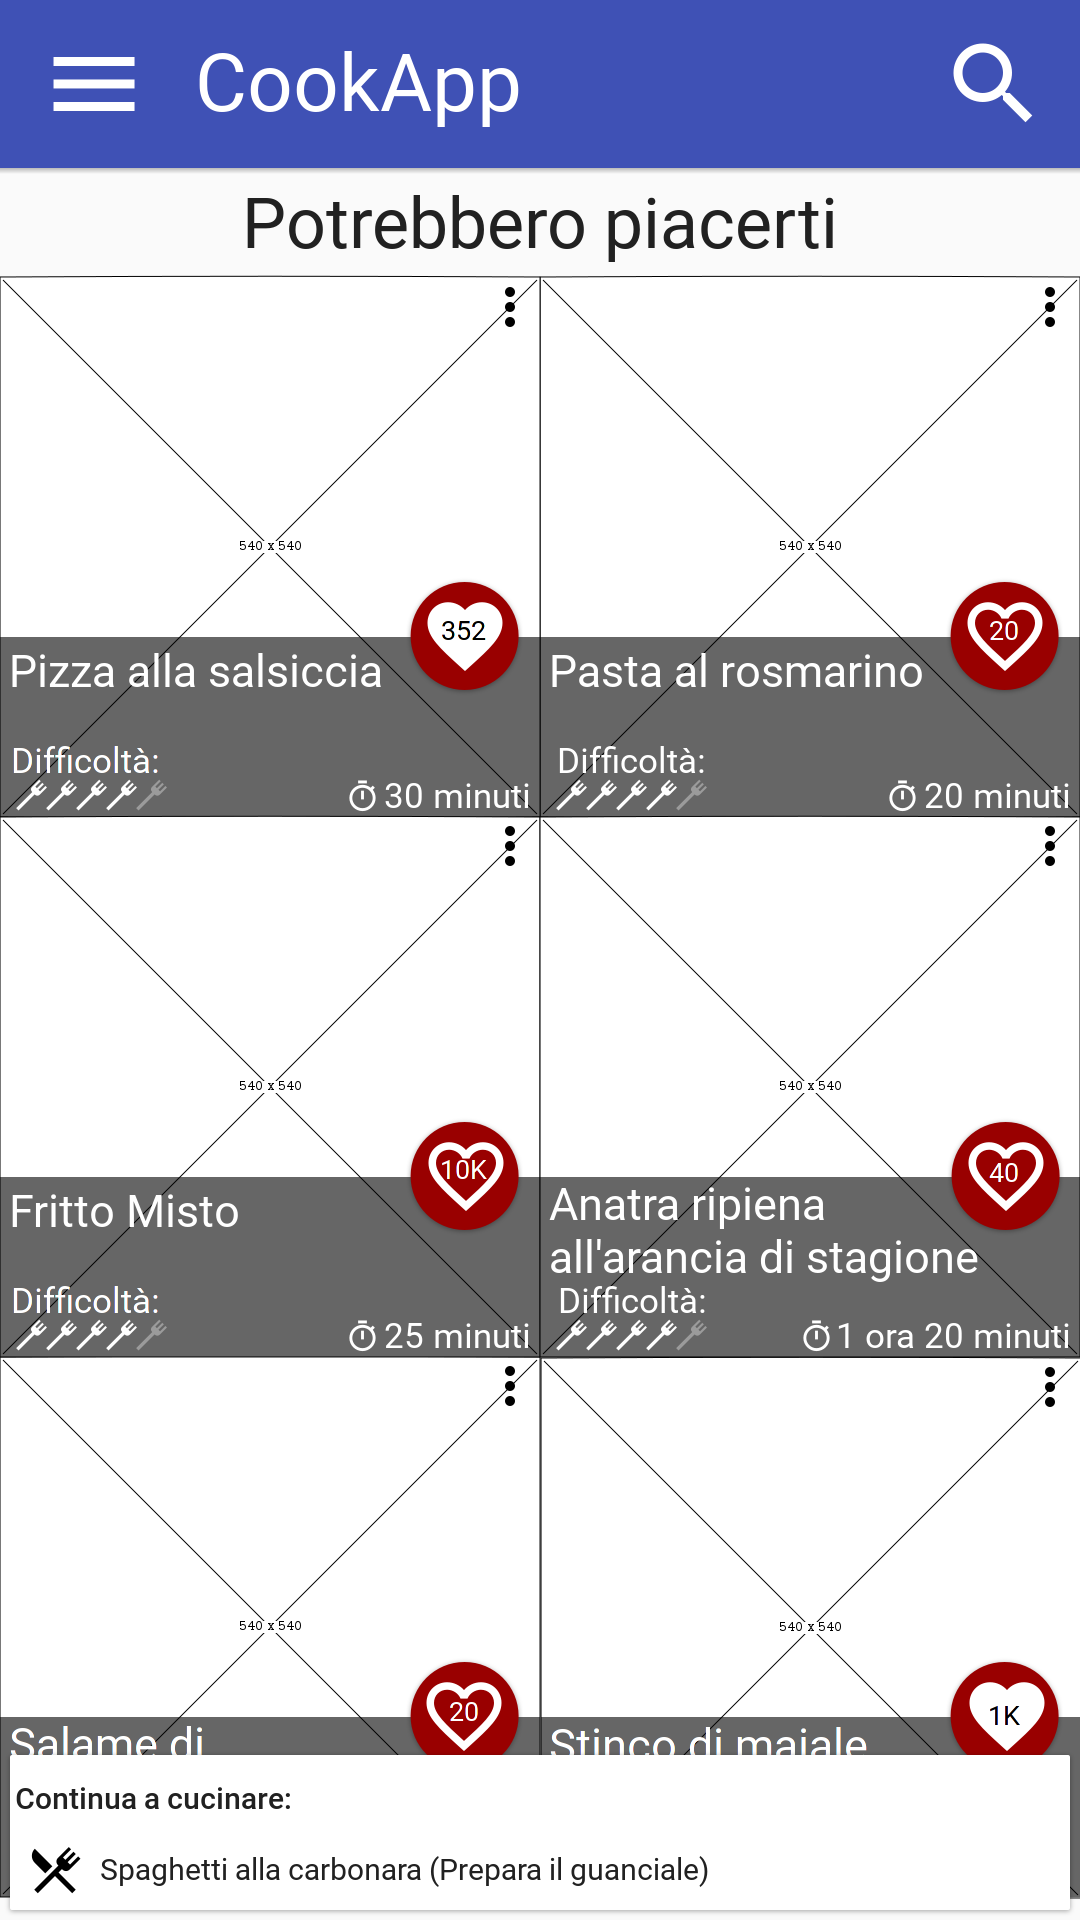 CookApp
Potrebbero piacerti
540 x 540
540 x 540
352
20
Pizza alla salsiccia
Pasta al rosmarino
Difficoltà:
Difficoltà:
30 minuti
20 minuti
540 x 540
540 x 540
10K
40
Fritto Misto
Anatra ripiena
all'arancia di stagione
Difficoltà:
Difficoltà:
25 minuti
1 ora 20 minuti
540 x 540
540 x 540
20
1K
Salame di
Stinco di maiale
Continua a cucinare:
Spaghetti alla carbonara (Prepara il guanciale)